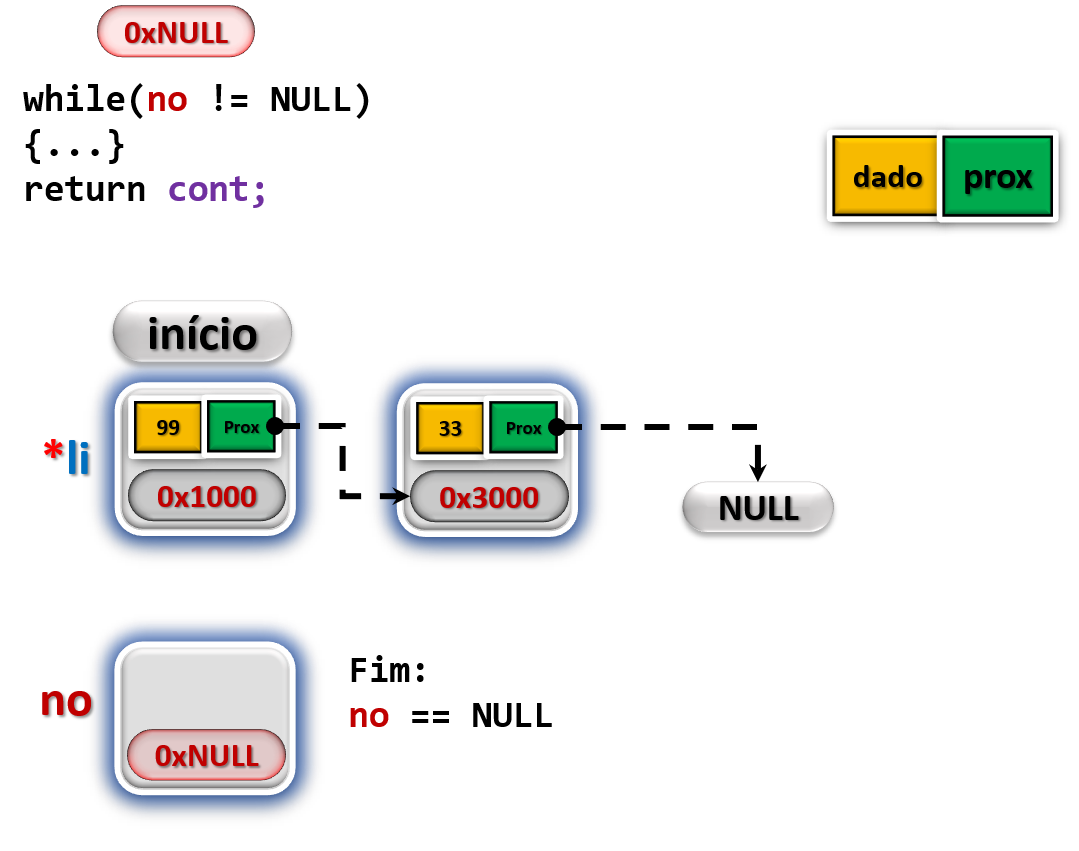 0xNULL
while(no != NULL)
{...}
return cont;
dado prox
início
99 Prox
33 Prox
*li
0x1000
0x3000
NULL
no
0xNULL
Fim:
no == NULL